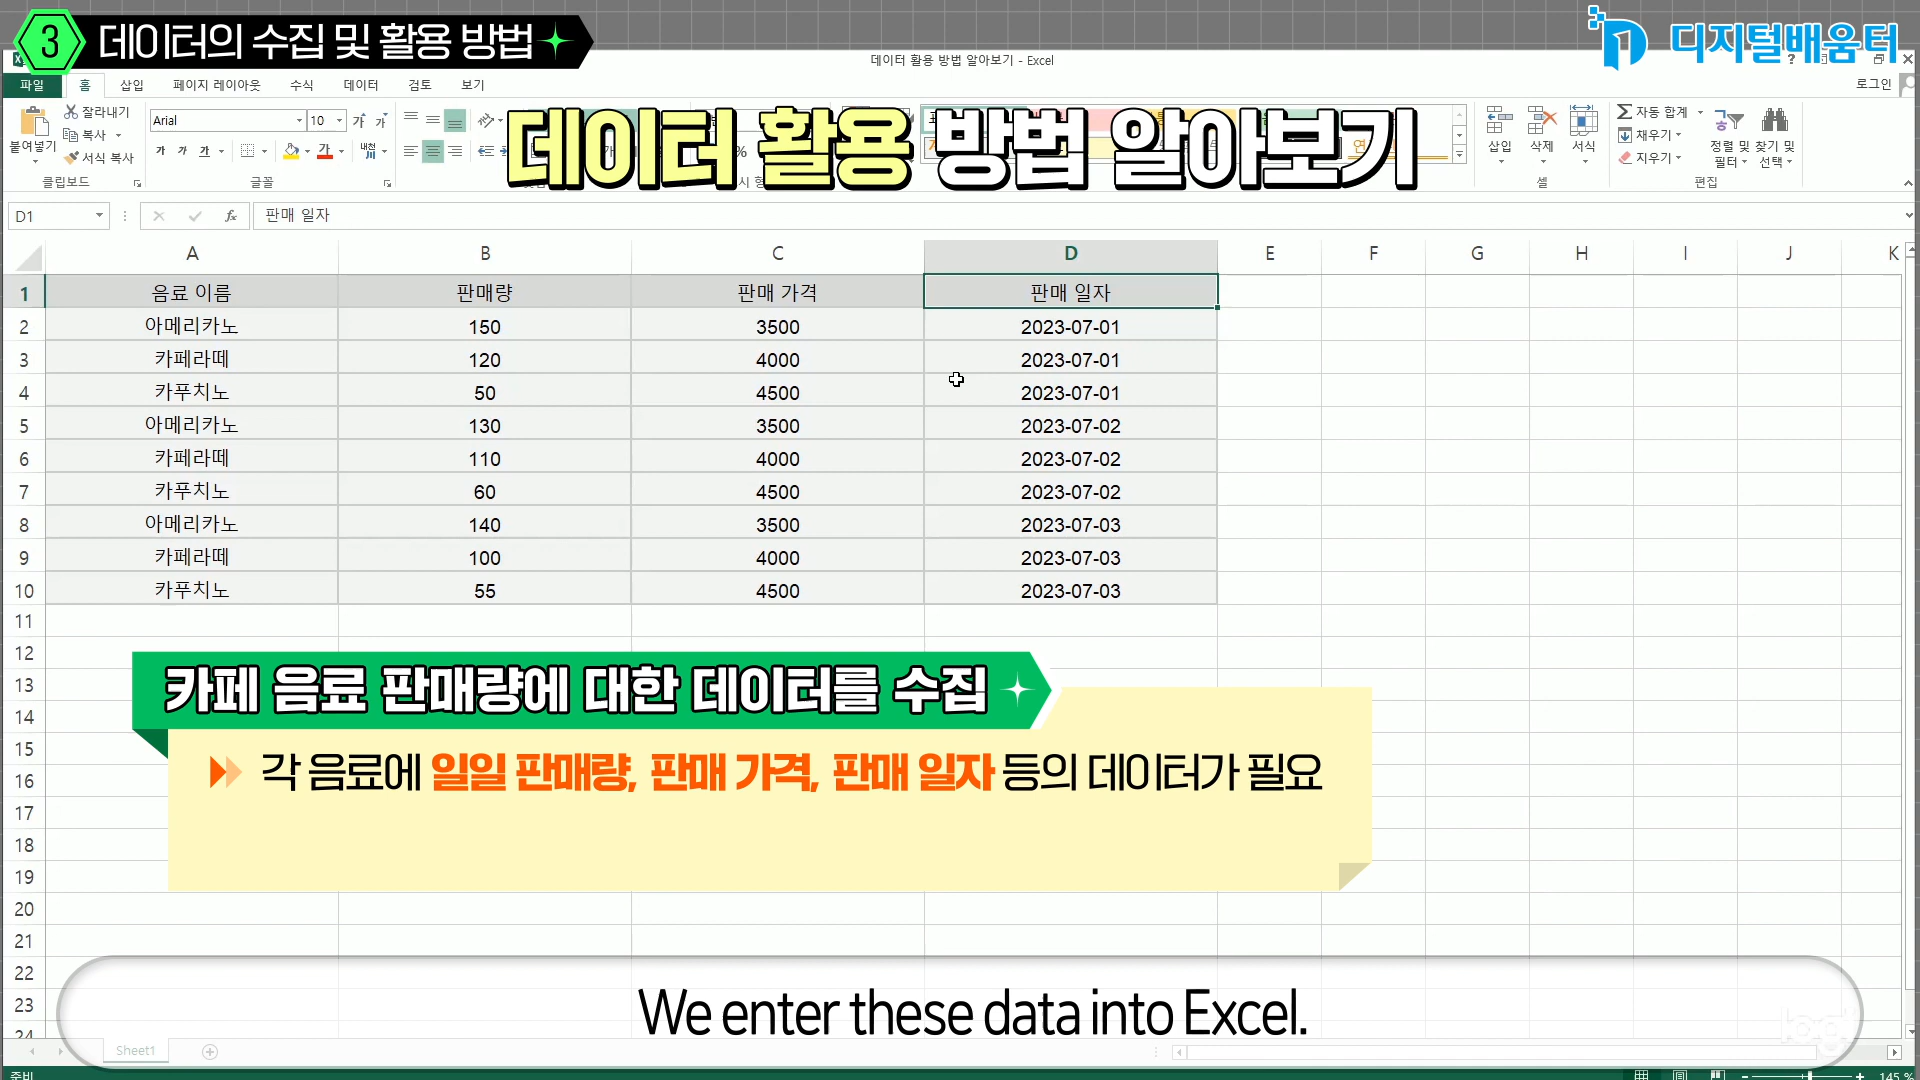 3 데이터의 수집 및 활용 방법
디지털배움터
데이터 활용 방법 알아보기 - Excel
파일 홈 삽입 페이지 레이아웃 수식 데이터 검토 보기
로그인
데이터 활용 방법 알아보기
붙여넣기
잘라내기
복사
서식 복사
클립보드
Arial 10
글꼴
삽입 삭제 서식
셀
자동 합계
채우기
지우기
정렬 및 필터
찾기 및 선택
편집
D1 판매 일자
A B C D E F G H I J K
1 음료 이름 판매량 판매 가격 판매 일자
2 아메리카노 150 3500 2023-07-01
3 카페라떼 120 4000 2023-07-01
4 카푸치노 50 4500 2023-07-01
5 아메리카노 130 3500 2023-07-02
6 카페라떼 110 4000 2023-07-02
7 카푸치노 60 4500 2023-07-02
8 아메리카노 140 3500 2023-07-03
9 카페라떼 100 4000 2023-07-03
10 카푸치노 55 4500 2023-07-03
11
12
13
14
15
16
17
18
19
20
21
22
23
24
카페 음료 판매량에 대한 데이터를 수집
각 음료에 일일 판매량, 판매 가격, 판매 일자 등의 데이터가 필요
We enter these data into Excel.
Sheet1
준비
145 %